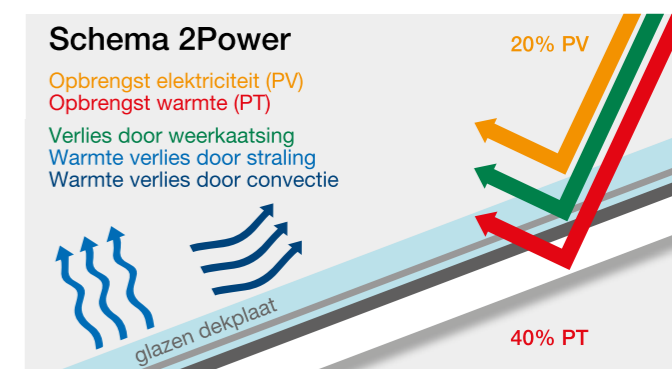 Schema 2Power
20% PV
Opbrengst elektriciteit (PV)
Opbrengst warmte (PT)
Verlies door weerkaatsing
Warmte verlies door straling
Warmte verlies door convectie
glazen dekplaat
40% PT